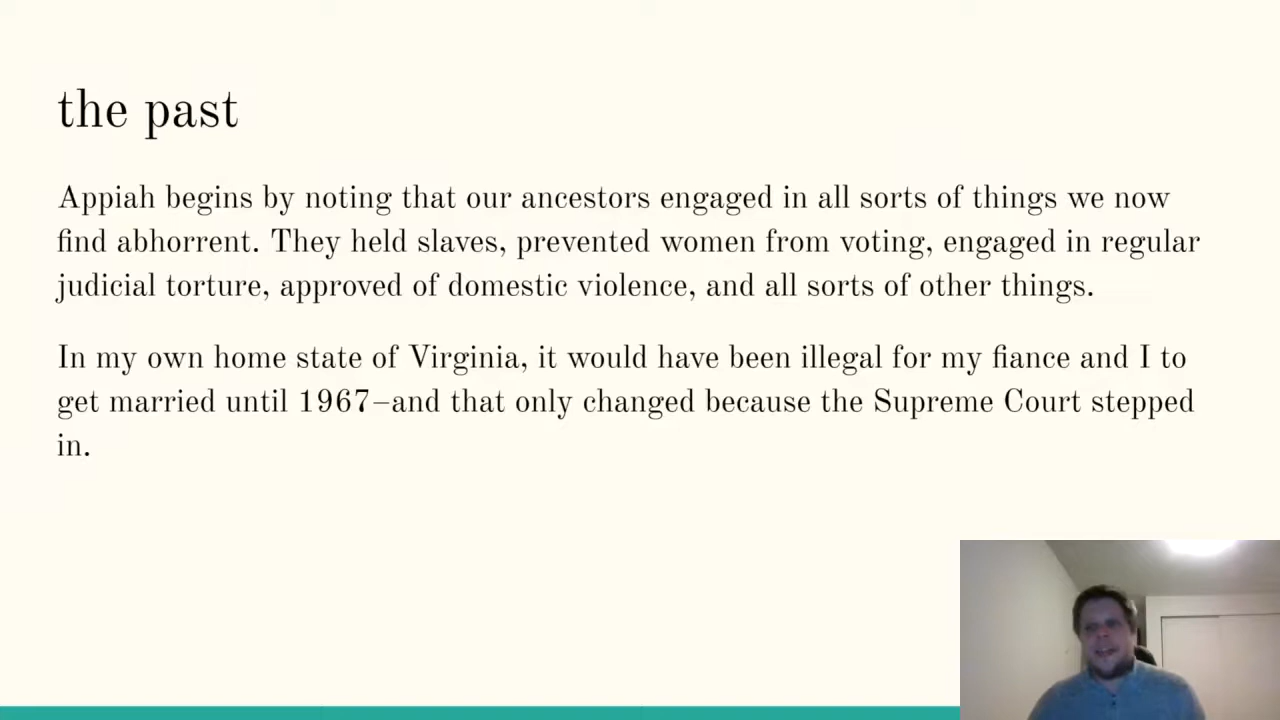 the past
Appiah begins by noting that our ancestors engaged in all sorts of things we now
find abhorrent. They held slaves, prevented women from voting, engaged in regular
judicial torture, approved of domestic violence, and all sorts of other things.
In my own home state of Virginia, it would have been illegal for my fiance and I to
get married until 1967–and that only changed because the Supreme Court stepped
in.